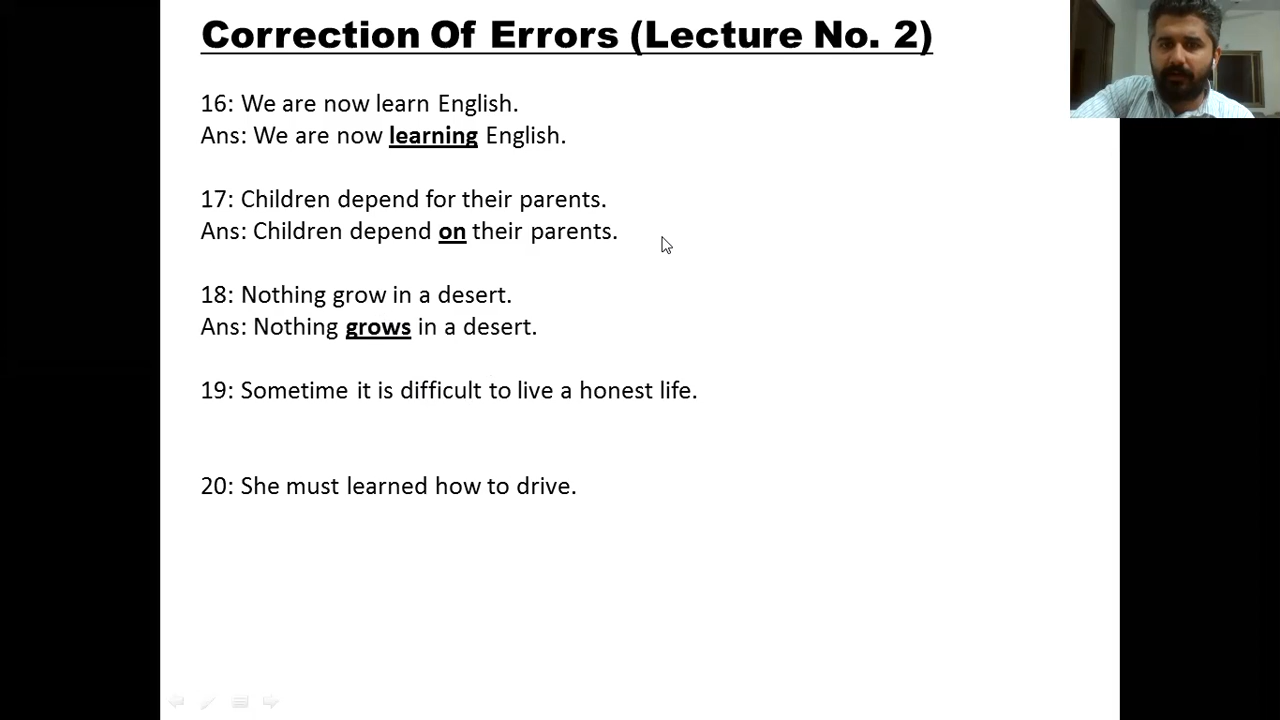 Correction Of Errors (Lecture No. 2)
16: We are now learn English.
Ans: We are now learning English.
17: Children depend for their parents.
Ans: Children depend on their parents.
18: Nothing grow in a desert.
Ans: Nothing grows in a desert.
19: Sometime it is difficult to live a honest life.
20: She must learned how to drive.